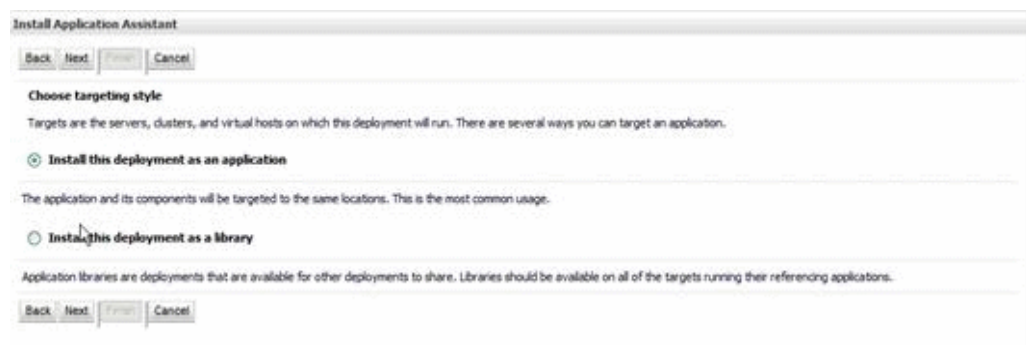 Install Application Assistant
Back Next Finish Cancel
Choose targeting style
Targets are the servers, clusters, and virtual hosts on which this deployment will run. There are several ways you can target an application.
Install this deployment as an application
The application and its components will be targeted to the same locations. This is the most common usage.
Install this deployment as a library
Application libraries are deployments that are available for other deployments to share. Libraries should be available on all of the targets running their referencing applications.
Back Next Finish Cancel